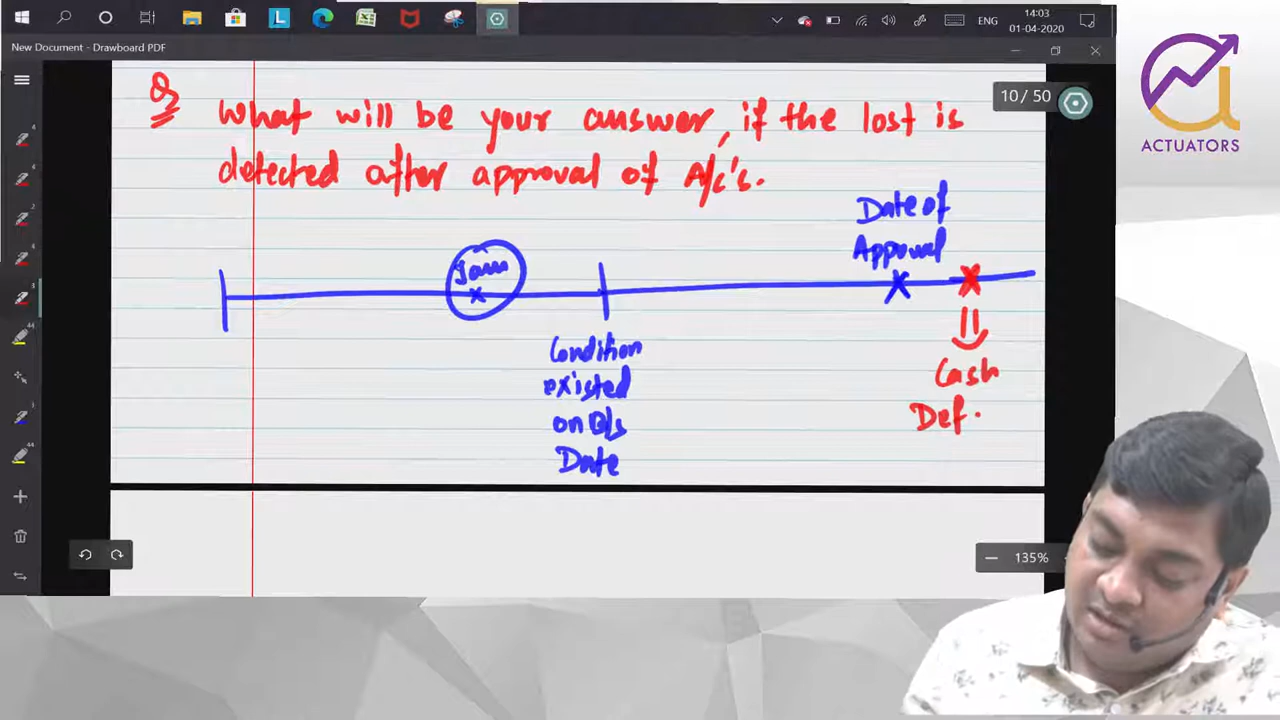 14:03
ENG
01-04-2020
New Document - Drawboard PDF
10 / 50
Q
What will be your answer, if the lost is
detected after approval of A/c's.
Date of
Approval
Condition
existed
on B/s
Date
Cash
Def.
135%
ACTUATORS